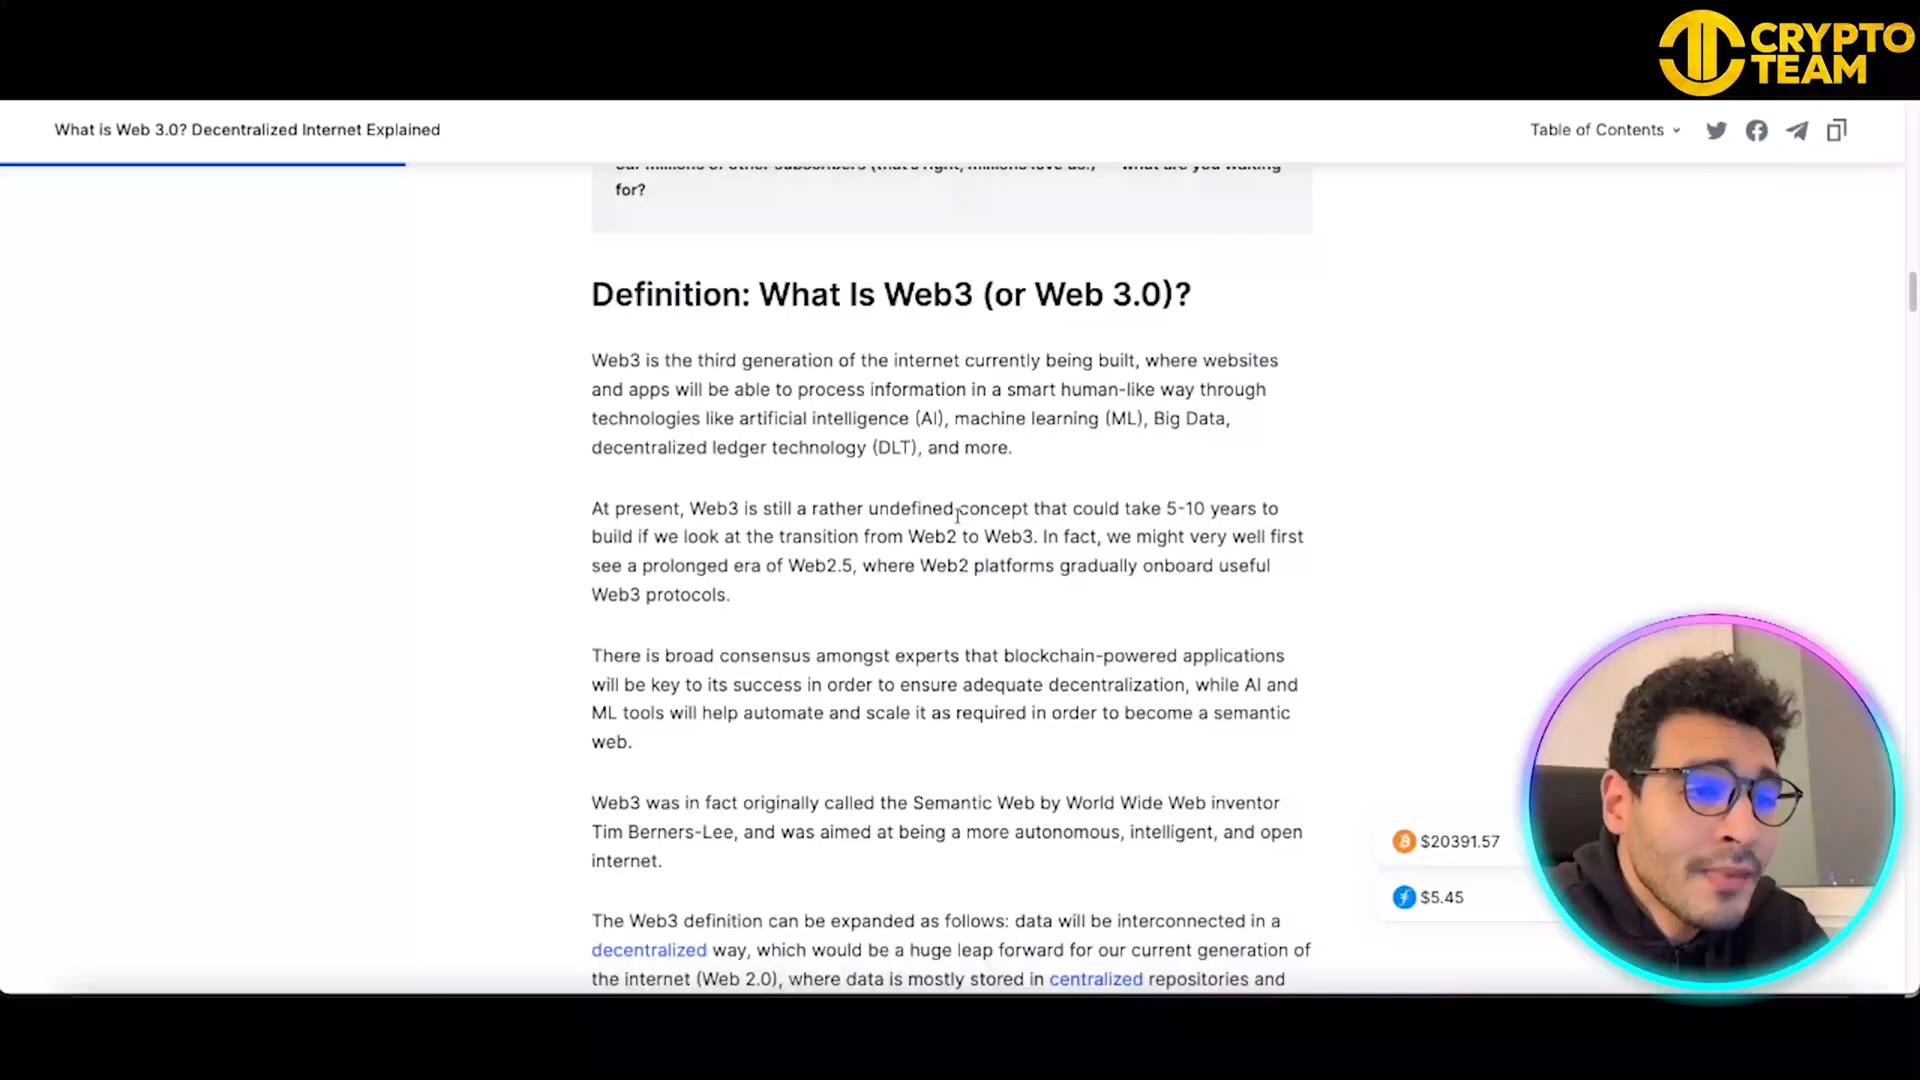 CRYPTO
TEAM
What is Web 3.0? Decentralized Internet Explained
Table of Contents
our millions of other subscribers (that's right, millions love us!) — what are you waiting
for?
Definition: What Is Web3 (or Web 3.0)?
Web3 is the third generation of the internet currently being built, where websites
and apps will be able to process information in a smart human-like way through
technologies like artificial intelligence (AI), machine learning (ML), Big Data,
decentralized ledger technology (DLT), and more.
At present, Web3 is still a rather undefined concept that could take 5-10 years to
build if we look at the transition from Web2 to Web3. In fact, we might very well first
see a prolonged era of Web2.5, where Web2 platforms gradually onboard useful
Web3 protocols.
There is broad consensus amongst experts that blockchain-powered applications
will be key to its success in order to ensure adequate decentralization, while AI and
ML tools will help automate and scale it as required in order to become a semantic
web.
Web3 was in fact originally called the Semantic Web by World Wide Web inventor
Tim Berners-Lee, and was aimed at being a more autonomous, intelligent, and open
internet.
$20391.57
$5.45
The Web3 definition can be expanded as follows: data will be interconnected in a
decentralized way, which would be a huge leap forward for our current generation of
the internet (Web 2.0), where data is mostly stored in centralized repositories and